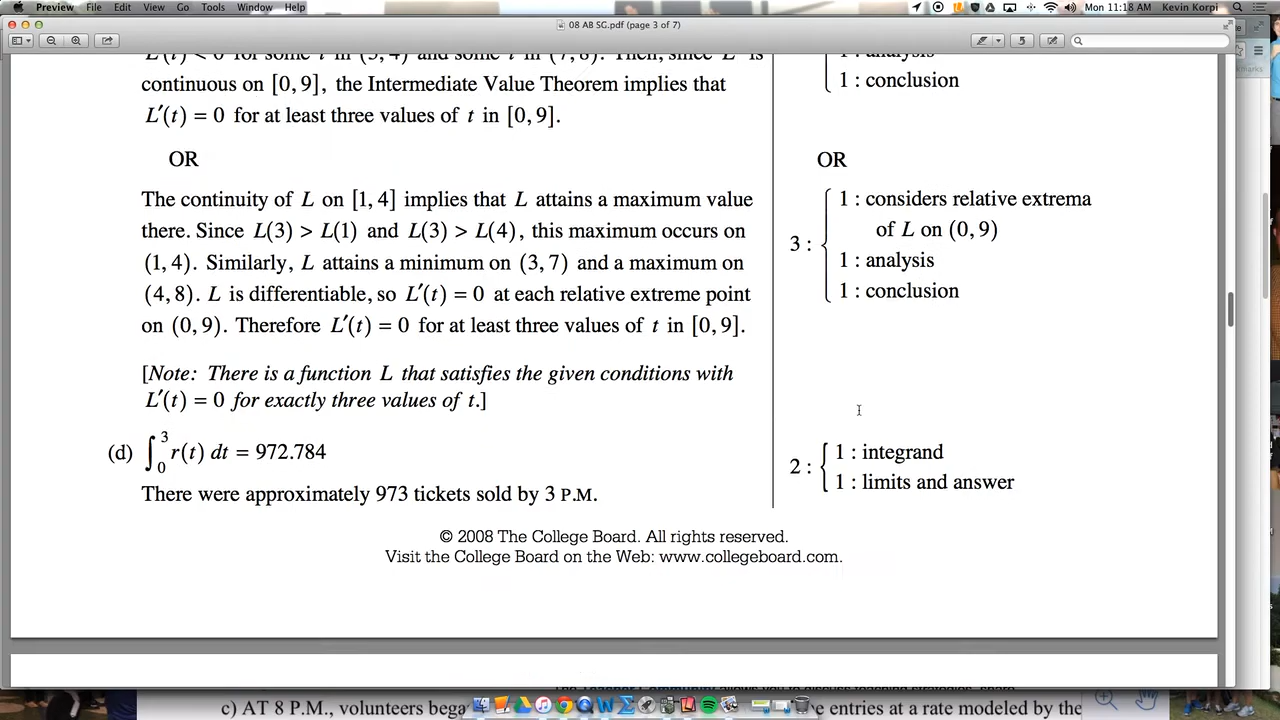 Preview File Edit View Go Tools Window Help
Mon 11:18 AM Kevin Korpi
08 AB SG.pdf (page 3 of 7)
continuous on [0, 9], the Intermediate Value Theorem implies that
L′(t) = 0 for at least three values of t in [0, 9].
OR
The continuity of L on [1, 4] implies that L attains a maximum value
there. Since L(3) > L(1) and L(3) > L(4), this maximum occurs on
(1, 4). Similarly, L attains a minimum on (3, 7) and a maximum on
(4, 8). L is differentiable, so L′(t) = 0 at each relative extreme point
on (0, 9). Therefore L′(t) = 0 for at least three values of t in [0, 9].
[Note: There is a function L that satisfies the given conditions with
L′(t) = 0 for exactly three values of t.]
(d) ∫₀³ r(t) dt = 972.784
There were approximately 973 tickets sold by 3 P.M.
1 : analysis
1 : conclusion
OR
3 :
1 : considers relative extrema
of L on (0, 9)
1 : analysis
1 : conclusion
2 :
1 : integrand
1 : limits and answer
© 2008 The College Board. All rights reserved.
Visit the College Board on the Web: www.collegeboard.com.
c) AT 8 P.M., volunteers bega
e entries at a rate modeled by the